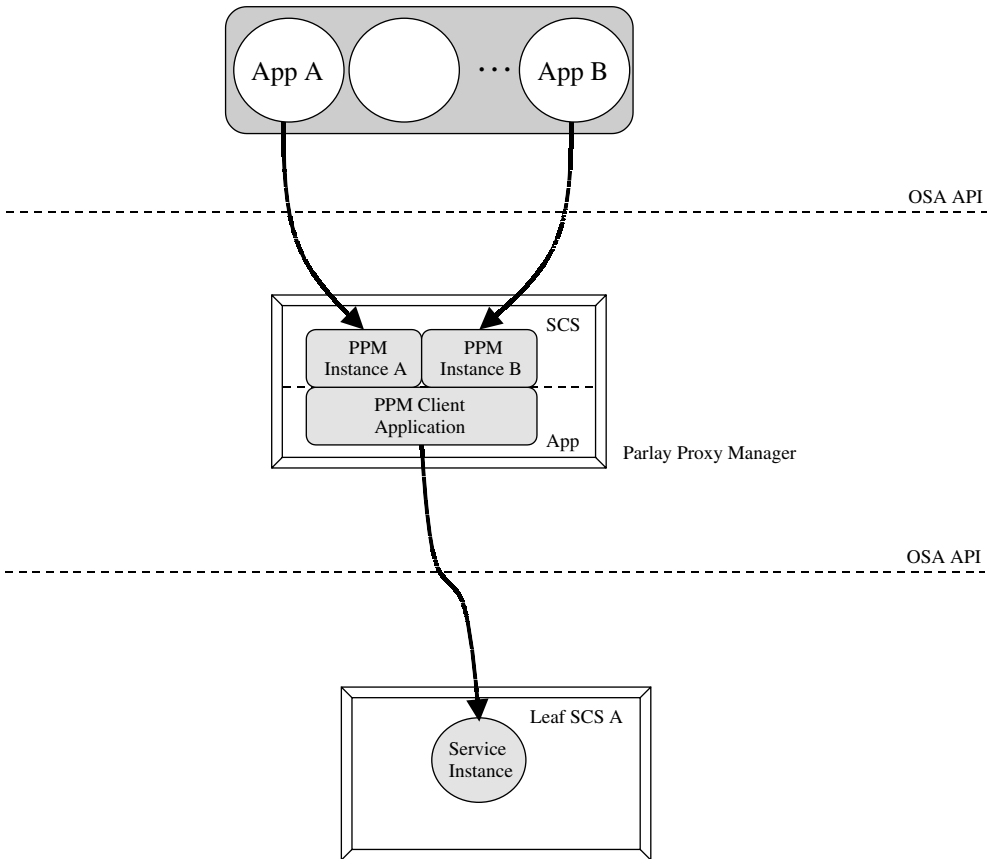 App A
...
App B
OSA API
SCS
PPM
Instance A
PPM
Instance B
PPM Client
Application
App
Parlay Proxy Manager
OSA API
Leaf SCS A
Service
Instance